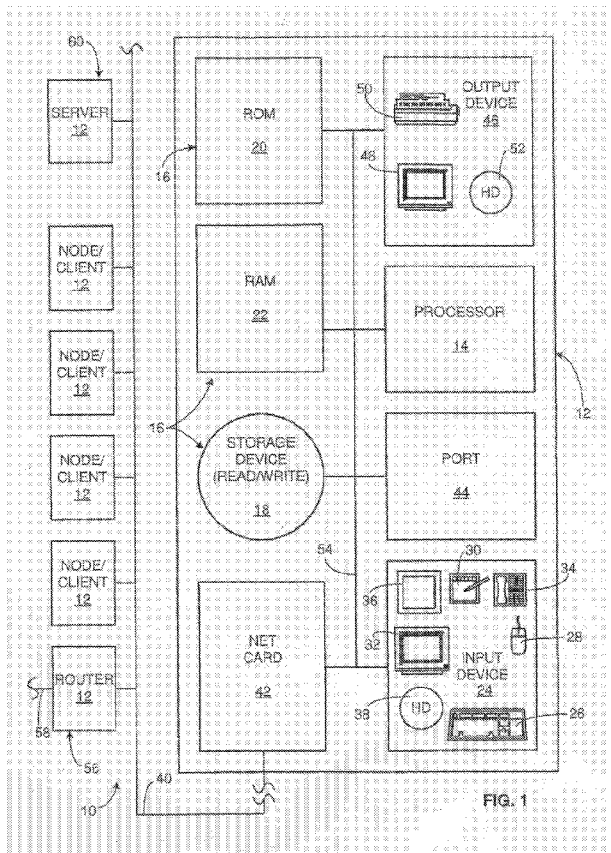 60
SERVER
12
NODE/
CLIENT
12
NODE/
CLIENT
12
NODE/
CLIENT
12
NODE/
CLIENT
12
ROUTER
12
58
56
10
40
16
ROM
20
RAM
22
16
STORAGE
DEVICE
(READ/WRITE)
18
54
NET
CARD
42
50
OUTPUT
DEVICE
46
48
HD
52
PROCESSOR
14
12
PORT
44
36
30
34
32
28
INPUT
DEVICE
24
38
HD
26
FIG. 1